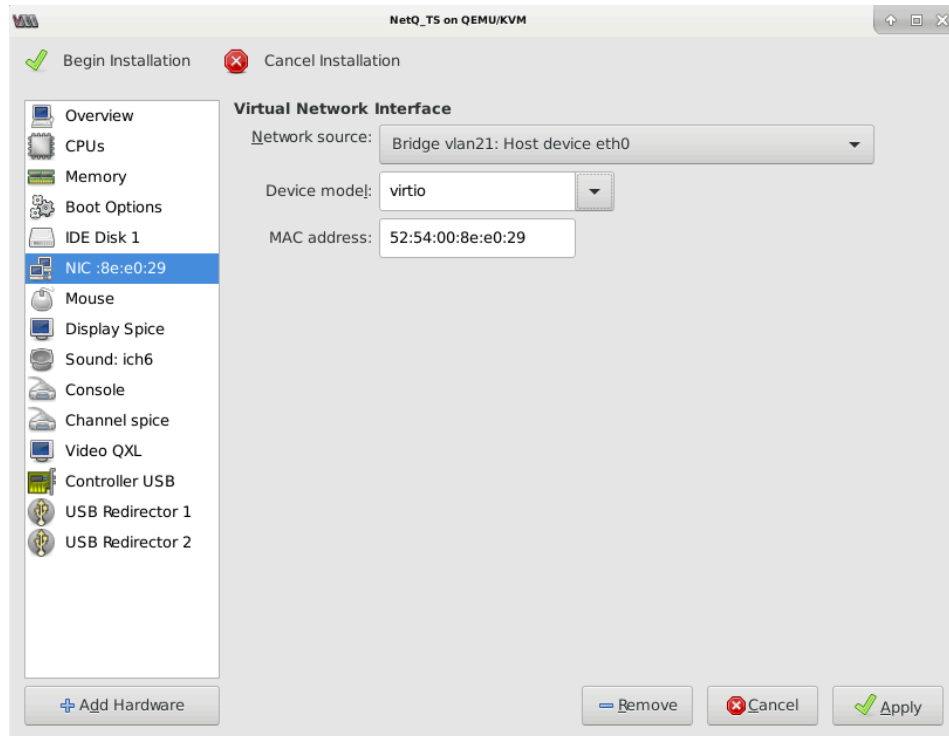 NetQ_TS on QEMU/KVM
Begin Installation
Cancel Installation
Overview
CPUs
Memory
Boot Options
IDE Disk 1
NIC :8e:e0:29
Mouse
Display Spice
Sound: ich6
Console
Channel spice
Video QXL
Controller USB
USB Redirector 1
USB Redirector 2
Add Hardware
Virtual Network Interface
Network source: Bridge vlan21: Host device eth0
Device model: virtio
MAC address: 52:54:00:8e:e0:29
Remove Cancel Apply